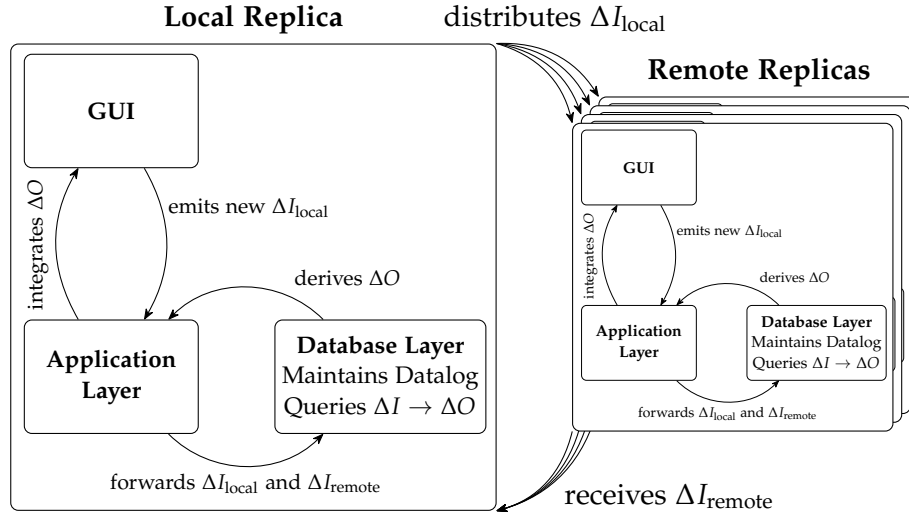 Local Replica
distributes ΔI_local
GUI
emits new ΔI_local
integrates ΔO
derives ΔO
Application
Layer
Database Layer
Maintains Datalog
Queries ΔI → ΔO
forwards ΔI_local and ΔI_remote
Remote Replicas
GUI
emits new ΔI_local
integrates ΔO
derives ΔO
Application
Layer
Database Layer
Maintains Datalog
Queries ΔI → ΔO
forwards ΔI_local and ΔI_remote
receives ΔI_remote